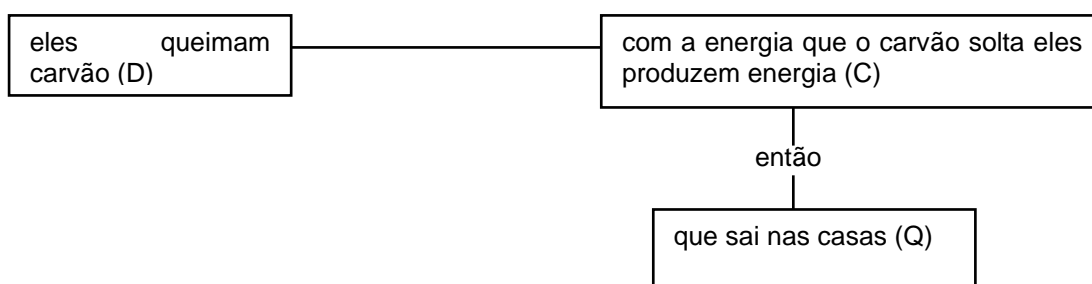 eles queimam
carvão (D)
com a energia que o carvão solta eles
produzem energia (C)
então
que sai nas casas (Q)